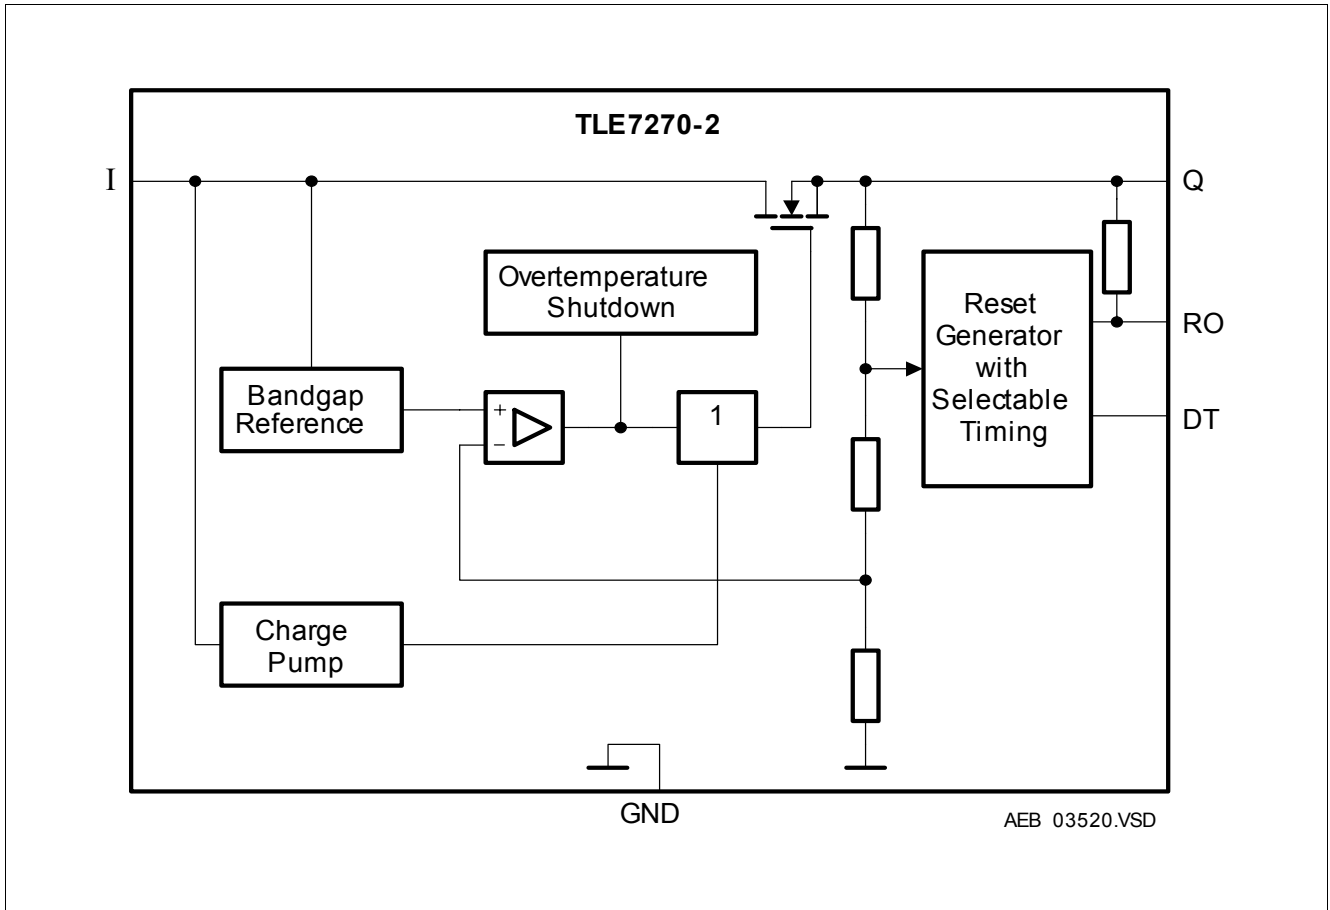 TLE7270-2
I
Q
Overtemperature
Shutdown
Reset
Generator
with
Selectable
Timing
RO
DT
Bandgap
Reference
+
−
1
Charge
Pump
GND
AEB 03520.VSD